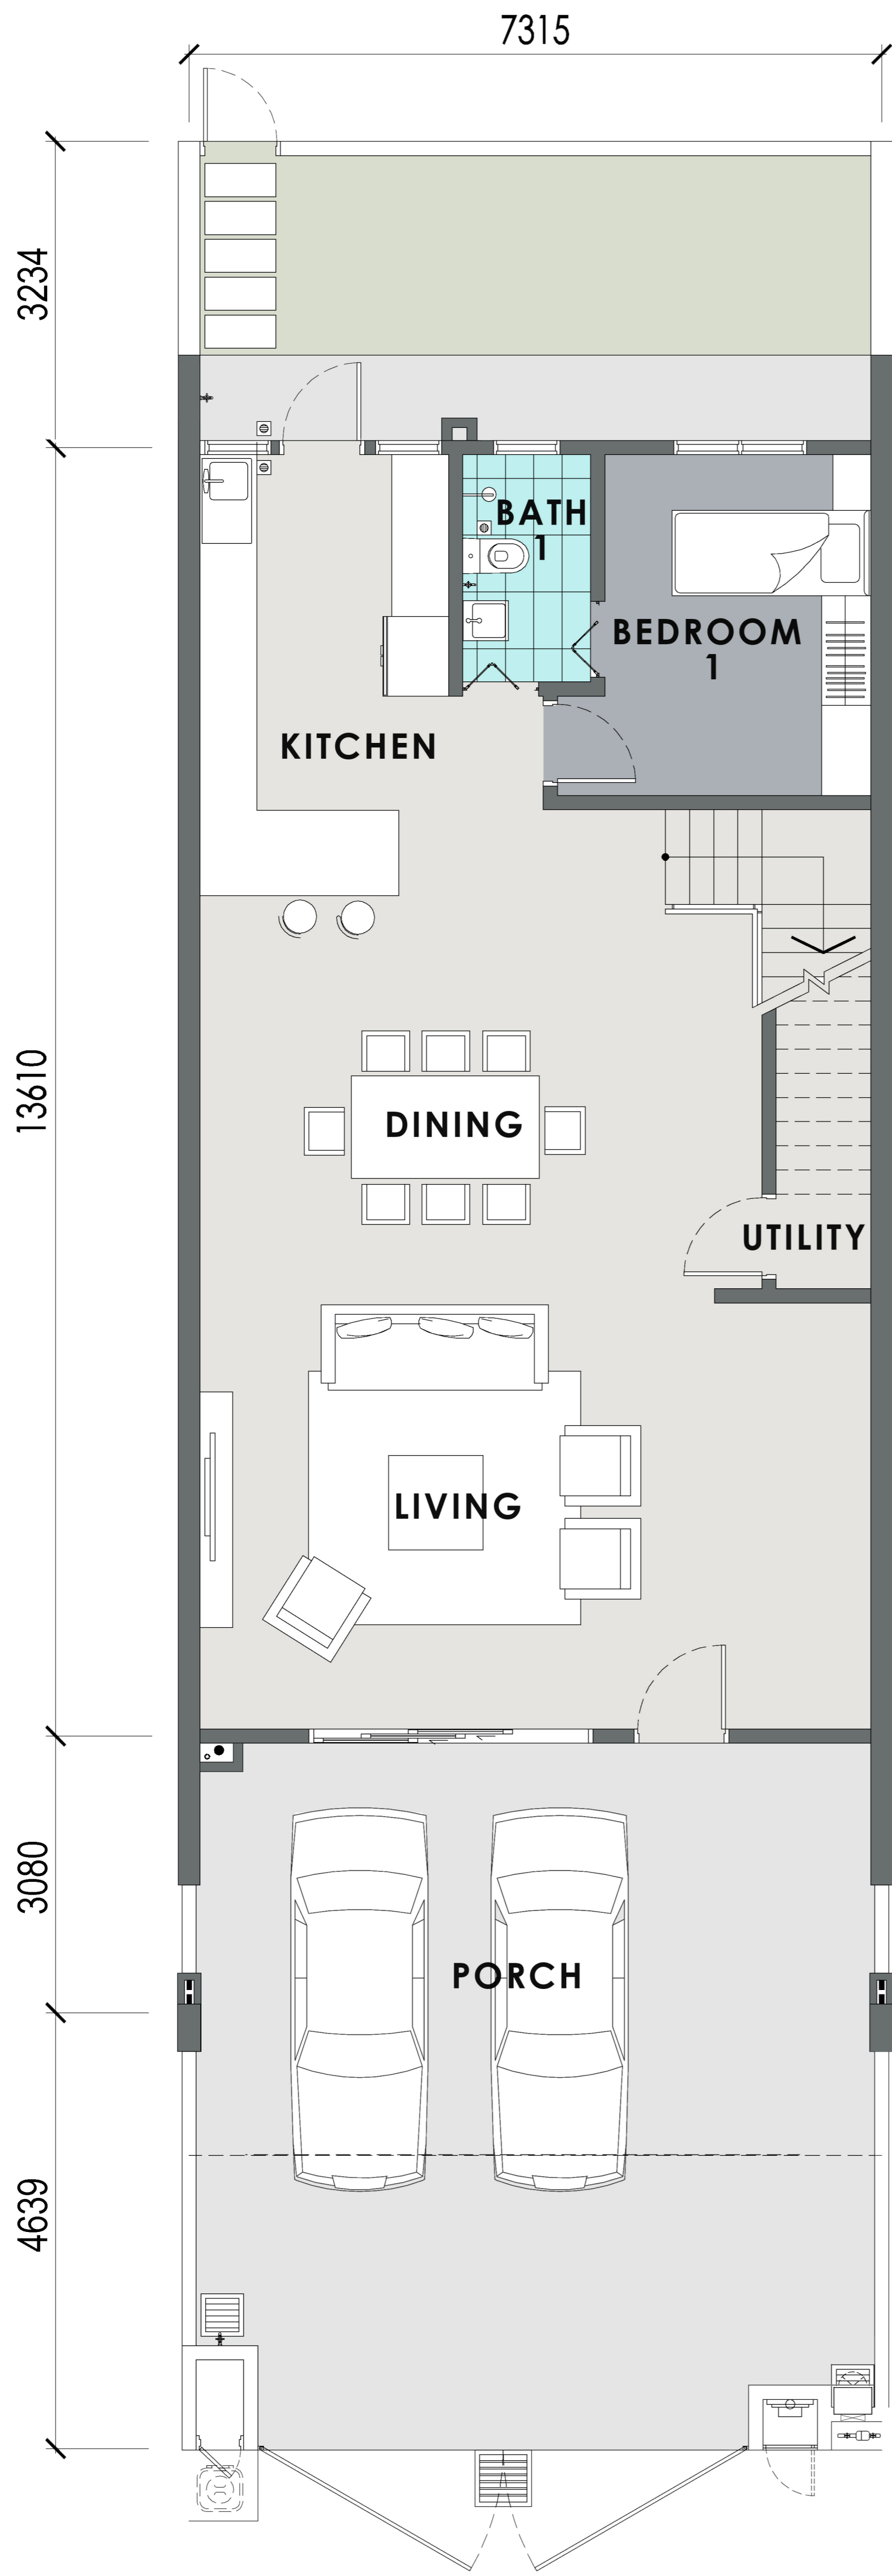 7315
3234
BATH
1
BEDROOM
1
KITCHEN
13610
DINING
UTILITY
LIVING
3080
PORCH
4639